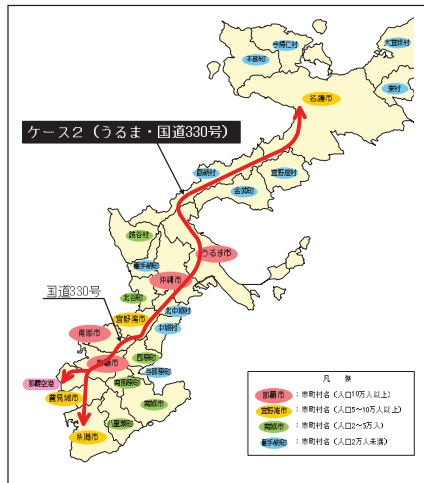 今帰仁村
大宜味村
本部町
東村
名護市
ケース2（うるま・国道330号）
恩納村
宜野座村
金武町
読谷村
うるま市
嘉手納町
沖縄市
国道330号
北谷町
北中城村
宜野湾市
中城村
浦添市
西原町
那覇市
与那原町
那覇空港
南風原町
豊見城市
南城市
八重瀬町
糸満市
凡　例
那覇市 ：市町村名（人口10万人以上）
宜野湾市 ：市町村名（人口5～10万人以上）
南城市 ：市町村名（人口2～5万人）
嘉手納町 ：市町村名（人口2万人未満）